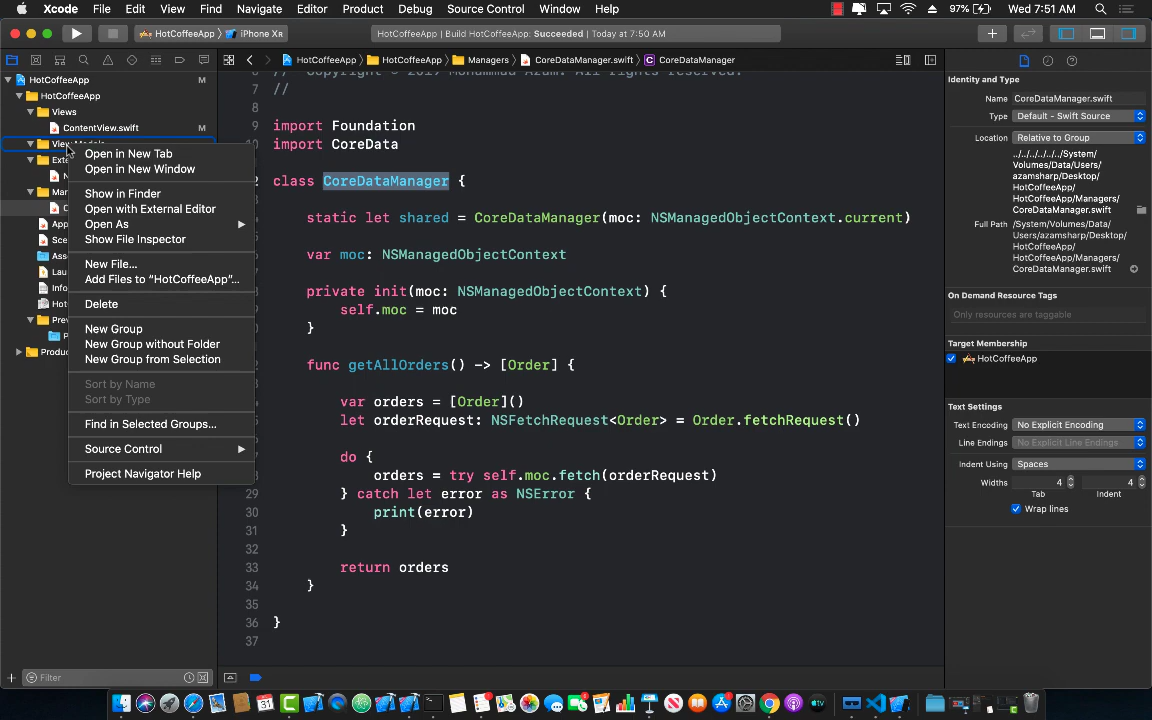 Xcode File Edit View Find Navigate Editor Product Debug Source Control Window Help 97% Wed 7:51 AM
HotCoffeeApp iPhone XR HotCoffeeApp | Build HotCoffeeApp: Succeeded | Today at 7:50 AM
HotCoffeeApp HotCoffeeApp Managers CoreDataManager.swift CoreDataManager
HotCoffeeApp M
HotCoffeeApp
Views
ContentView.swift M
Open in New Tab
Open in New Window
Show in Finder
Open with External Editor
Open As
Show File Inspector
New File...
Add Files to “HotCoffeeApp”...
Delete
New Group
New Group without Folder
New Group from Selection
Sort by Name
Sort by Type
Find in Selected Groups...
Source Control
Project Navigator Help
Filter
7 //
8
9 import Foundation
10 import CoreData
class CoreDataManager {
static let shared = CoreDataManager(moc: NSManagedObjectContext.current)
var moc: NSManagedObjectContext
private init(moc: NSManagedObjectContext) {
self.moc = moc
}
func getAllOrders() -> [Order] {
var orders = [Order]()
let orderRequest: NSFetchRequest<Order> = Order.fetchRequest()
do {
orders = try self.moc.fetch(orderRequest)
29 } catch let error as NSError {
30 print(error)
31 }
32
33 return orders
34 }
35
36 }
37
Identity and Type
Name CoreDataManager.swift
Type Default - Swift Source
Location Relative to Group
../../../../../System/
Volumes/Data/
Users/azamsharp/
Desktop/
HotCoffeeApp/
HotCoffeeApp/
Managers/
CoreDataManager.swift
Full Path /System/Volumes/Data/
Users/azamsharp/Desktop/
HotCoffeeApp/
HotCoffeeApp/Managers/
CoreDataManager.swift
On Demand Resource Tags
Only resources are taggable
Target Membership
HotCoffeeApp
Text Settings
Text Encoding No Explicit Encoding
Line Endings No Explicit Line Endings
Indent Using Spaces
Widths 4 4
Tab Indent
Wrap lines